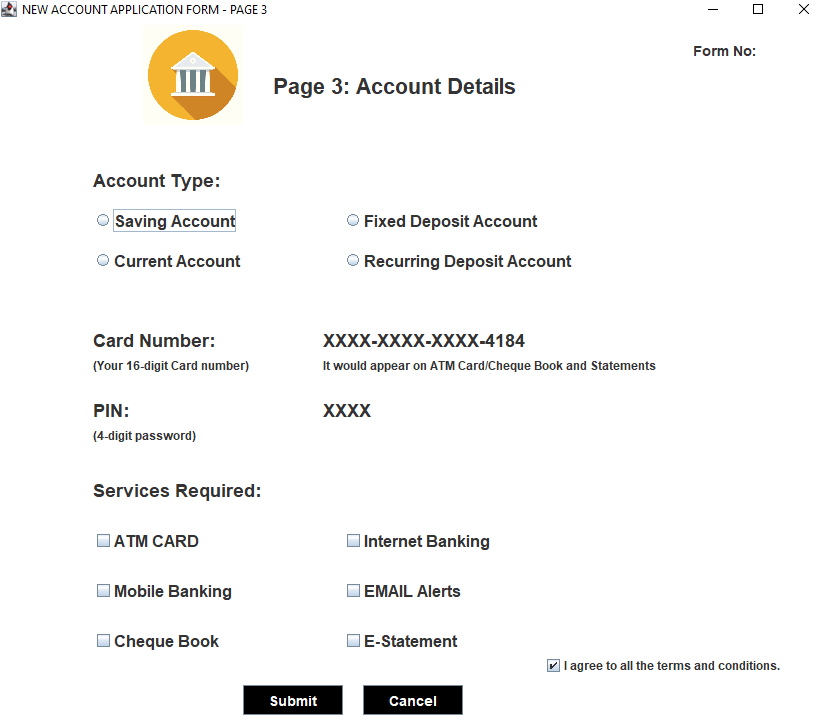 NEW ACCOUNT APPLICATION FORM - PAGE 3
Form No:
Page 3: Account Details
Account Type:
Saving Account Fixed Deposit Account
Current Account Recurring Deposit Account
Card Number: XXXX-XXXX-XXXX-4184
(Your 16-digit Card number) It would appear on ATM Card/Cheque Book and Statements
PIN: XXXX
(4-digit password)
Services Required:
ATM CARD Internet Banking
Mobile Banking EMAIL Alerts
Cheque Book E-Statement
I agree to all the terms and conditions.
Submit Cancel